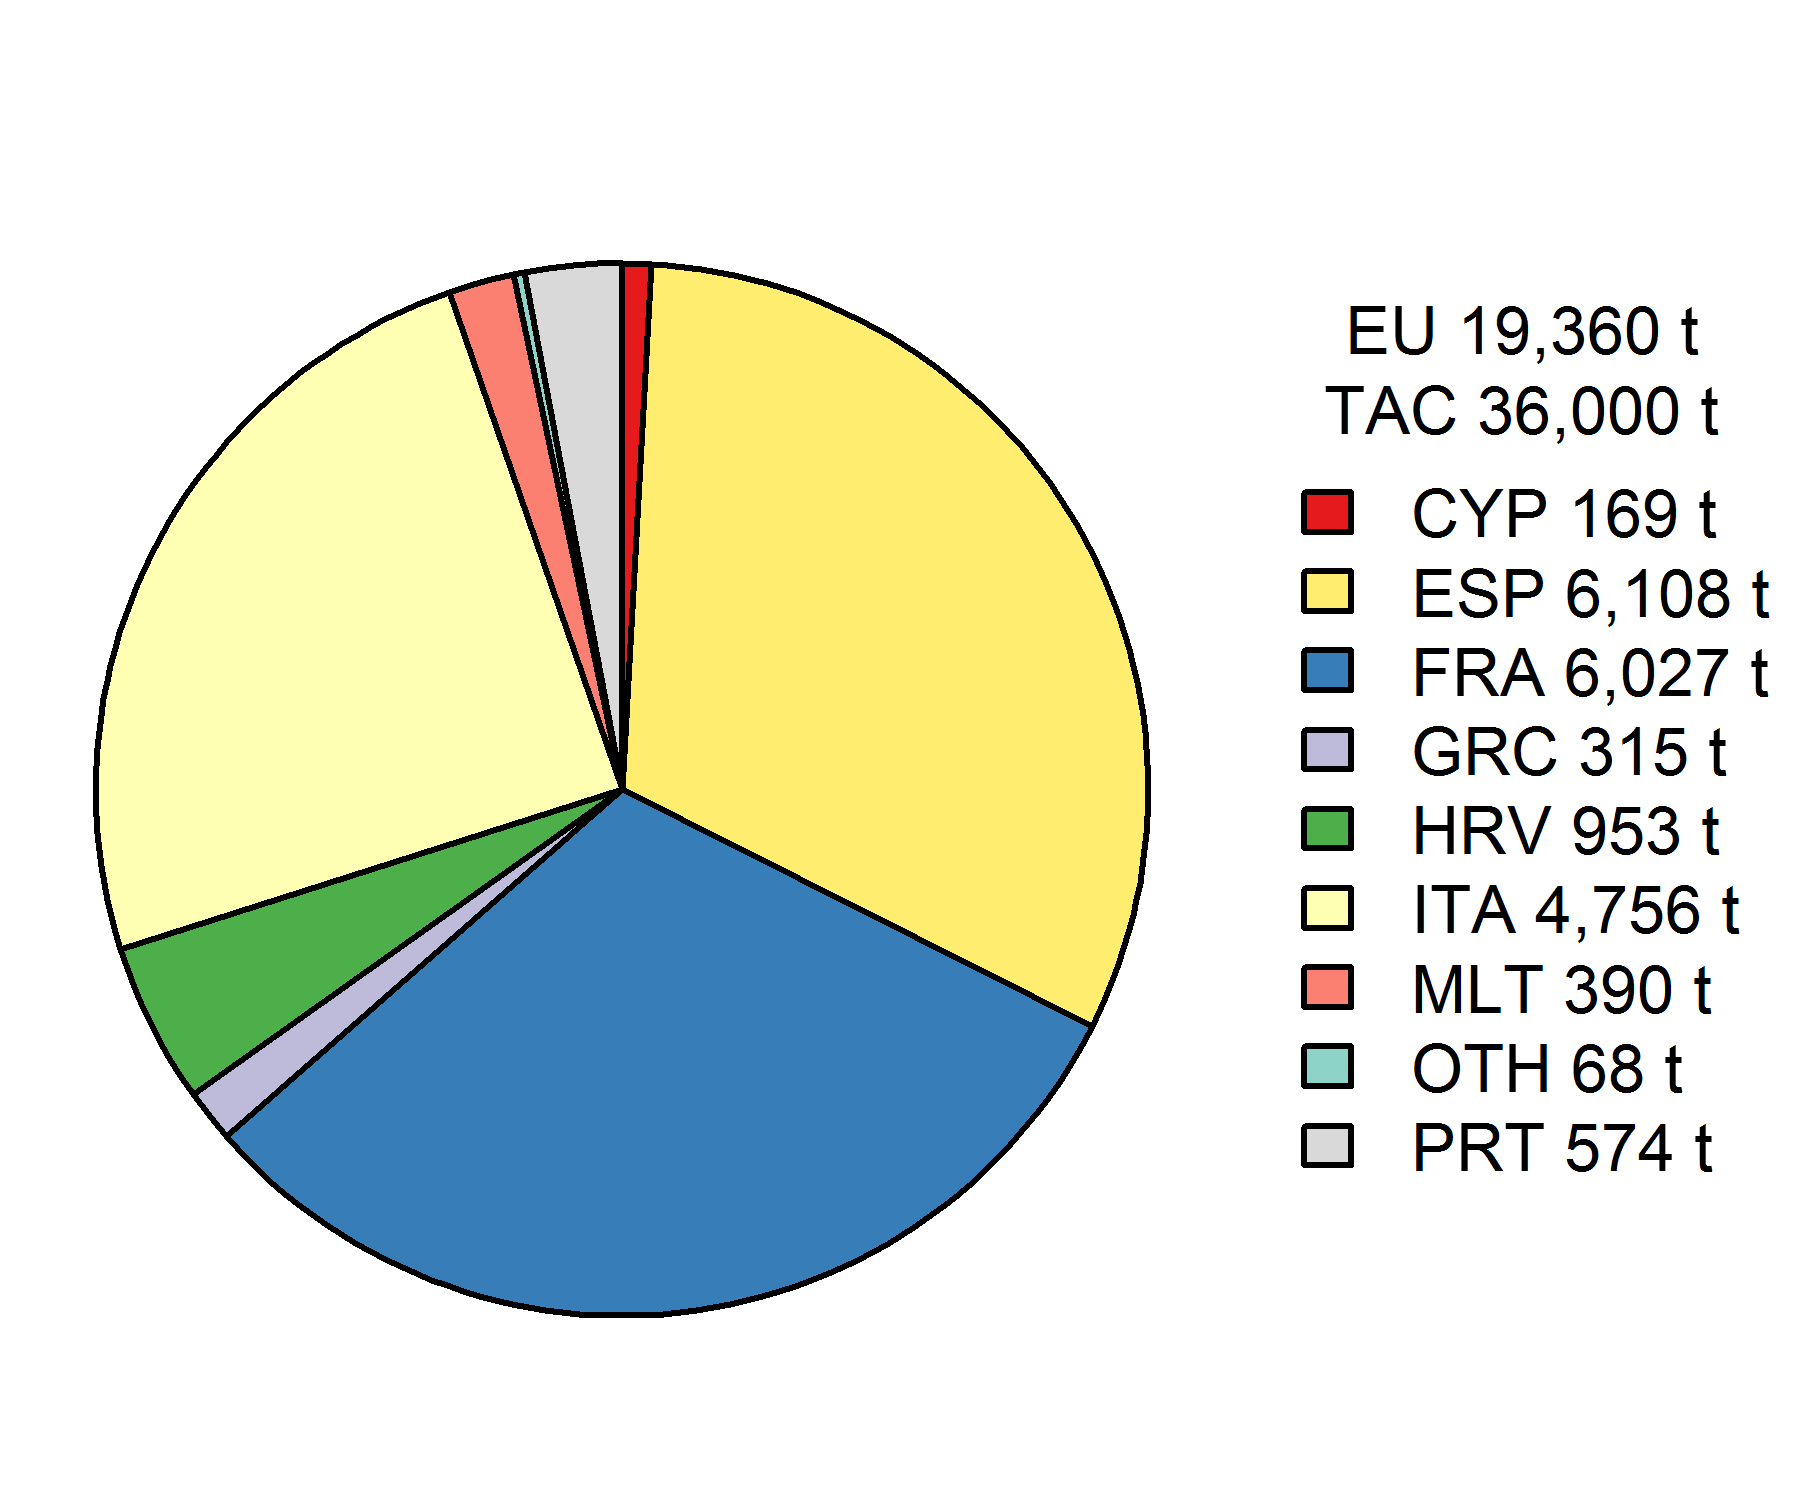 EU 19,360 t
TAC 36,000 t
CYP 169 t
ESP 6,108 t
FRA 6,027 t
GRC 315 t
HRV 953 t
ITA 4,756 t
MLT 390 t
OTH 68 t
PRT 574 t